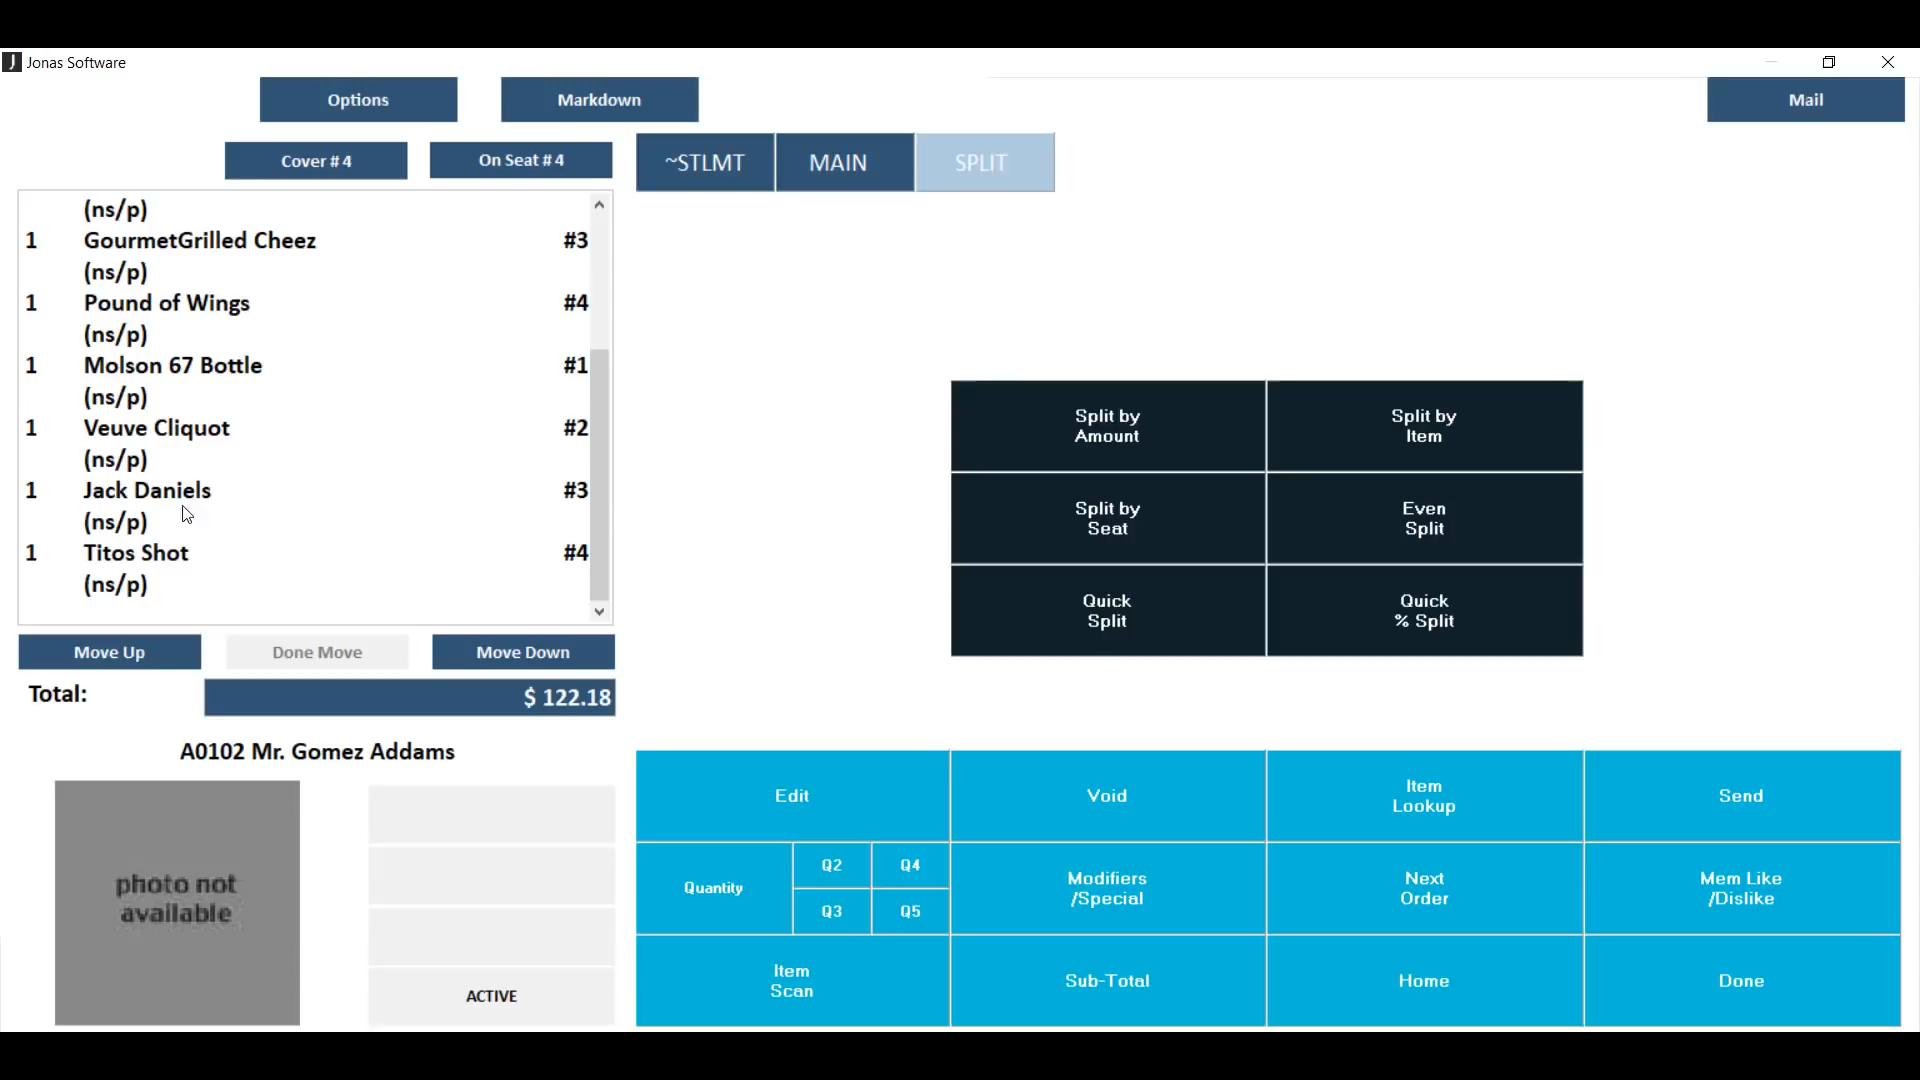 Jonas Software
Options
Markdown
Mail
Cover # 4
On Seat # 4
~STLMT
MAIN
SPLIT
(ns/p)
1 GourmetGrilled Cheez #3
(ns/p)
1 Pound of Wings #4
(ns/p)
1 Molson 67 Bottle #1
(ns/p)
1 Veuve Cliquot #2
(ns/p)
1 Jack Daniels #3
(ns/p)
1 Titos Shot #4
(ns/p)
Move Up
Done Move
Move Down
Total:
$ 122.18
A0102 Mr. Gomez Addams
photo not
available
ACTIVE
Split by
Amount
Split by
Item
Split by
Seat
Even
Split
Quick
Split
Quick
% Split
Edit
Void
Item
Lookup
Send
Quantity
Q2
Q4
Q3
Q5
Modifiers
/Special
Next
Order
Mem Like
/Dislike
Item
Scan
Sub-Total
Home
Done